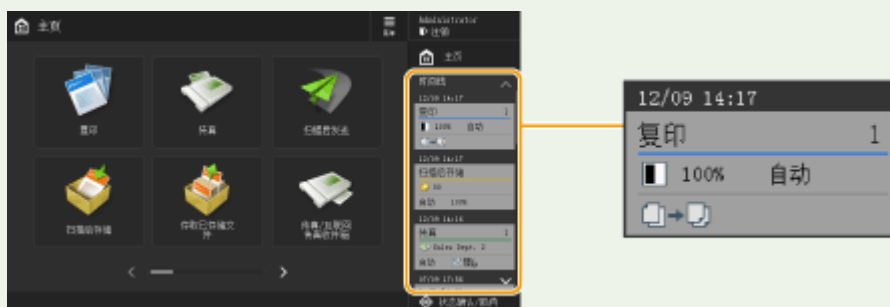 主页
Administrator
注销
主页
复印
传真
扫描后发送
扫描后存储
存取已存储文
件
传真/互联网
传真收件箱
时间线
12/09 14:17
复印 1
100% 自动
12/09 14:17
扫描后存储
自动 100%
12/09 14:16
传真 1
Sales Dept. 2
自动
状态确认/取消
12/09 14:17
复印 1
100% 自动